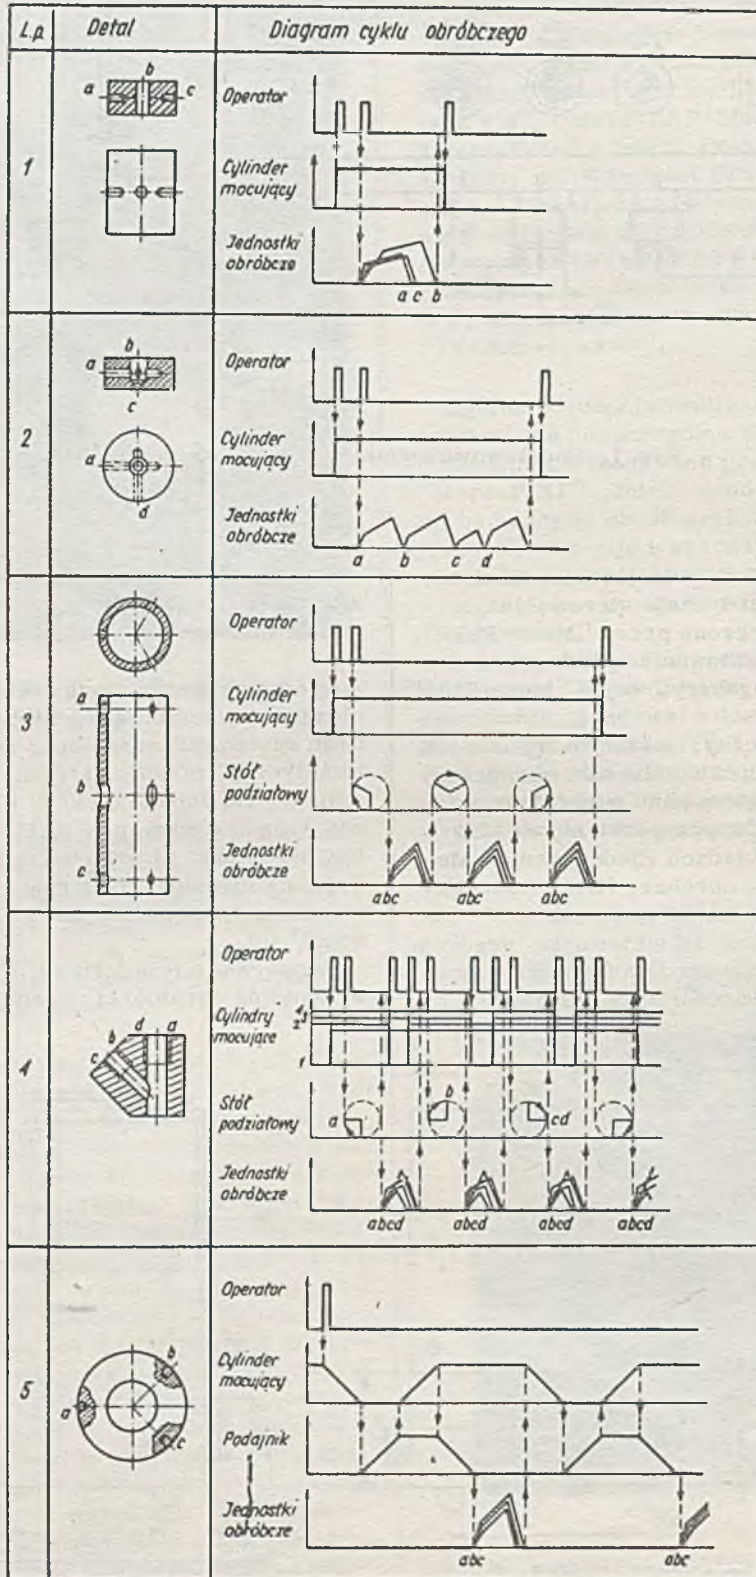 L.p. Detal Diagram cyklu obróbczego
1
b
a c
Operator
Cylinder
mocujący
Jednostki
obróbcze
a c b
2
b
a
c
a
d
Operator
Cylinder
mocujący
Jednostki
obróbcze
a b c d
3
a
b
c
Operator
Cylinder
mocujący
Stół
podziałowy
Jednostki
obróbcze
abc abc abc
4
b d a
c
Operator
Cylindry
mocujące
4
3
2
1
Stół
podziałowy
a b cd
Jednostki
obróbcze
abcd abcd abcd abcd
5
b
a
c
Operator
Cylinder
mocujący
Podajnik
Jednostki
obróbcze
abc abc